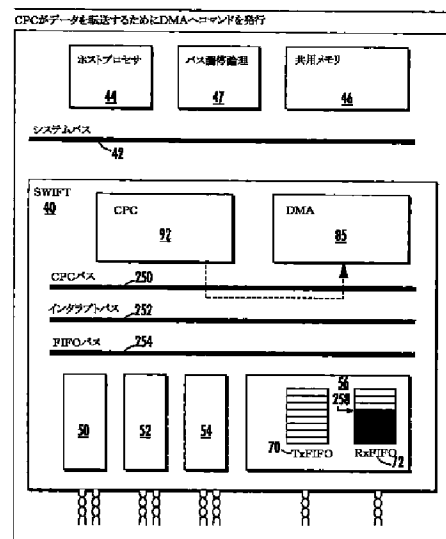 CPCがデータを転送するためにDMAへコマンドを発行
ホストプロセサ
44
バス調停論理
47
共用メモリ
46
システムバス
42
SWIFT
40
CPC
92
DMA
85
CPCバス
250
インタラプトバス
252
FIFOバス
254
50
52
54
56
258
70
TxFIFO
RxFIFO
72